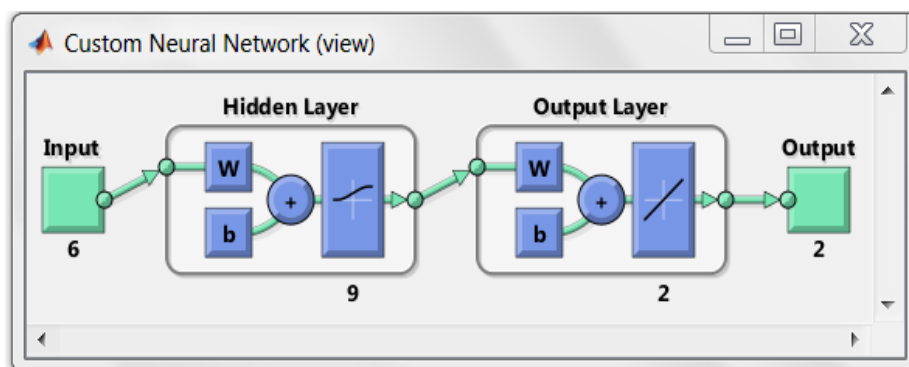 Custom Neural Network (view)
Hidden Layer
Output Layer
Input
Output
W
W
+
+
b
b
6
2
9
2